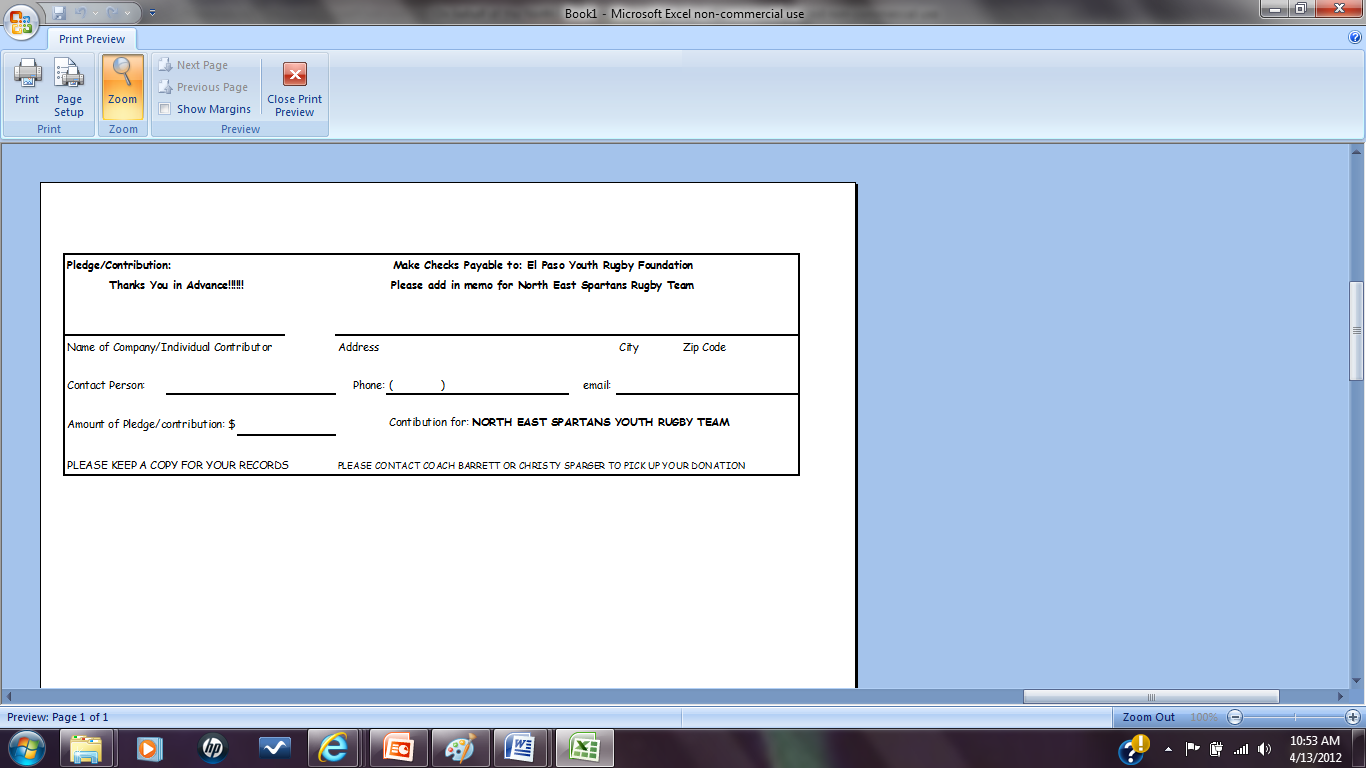 Book1 - Microsoft Excel non-commercial use
Print Preview
Print
Page Setup
Zoom
Next Page
Previous Page
Show Margins
Close Print Preview
Print
Zoom
Preview
Pledge/Contribution: Make Checks Payable to: El Paso Youth Rugby Foundation
Thanks You in Advance!!!!!! Please add in memo for North East Spartans Rugby Team
Name of Company/Individual Contributor Address City Zip Code
Contact Person: Phone: ( ) email:
Amount of Pledge/contribution: $ Contibution for: NORTH EAST SPARTANS YOUTH RUGBY TEAM
PLEASE KEEP A COPY FOR YOUR RECORDS PLEASE CONTACT COACH BARRETT OR CHRISTY SPARGER TO PICK UP YOUR DONATION
Preview: Page 1 of 1 Zoom Out 100%
10:53 AM
4/13/2012